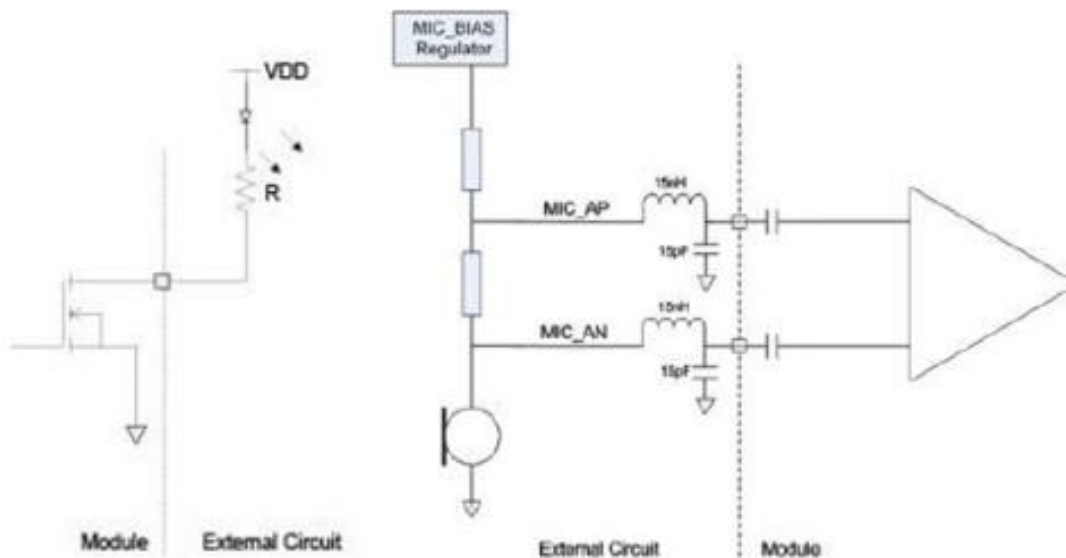 MIC_BIAS
Regulator
VDD
R
15nH
MIC_AP
15pF
15nH
MIC_AN
15pF
Module
External Circuit
External Circuit
Module